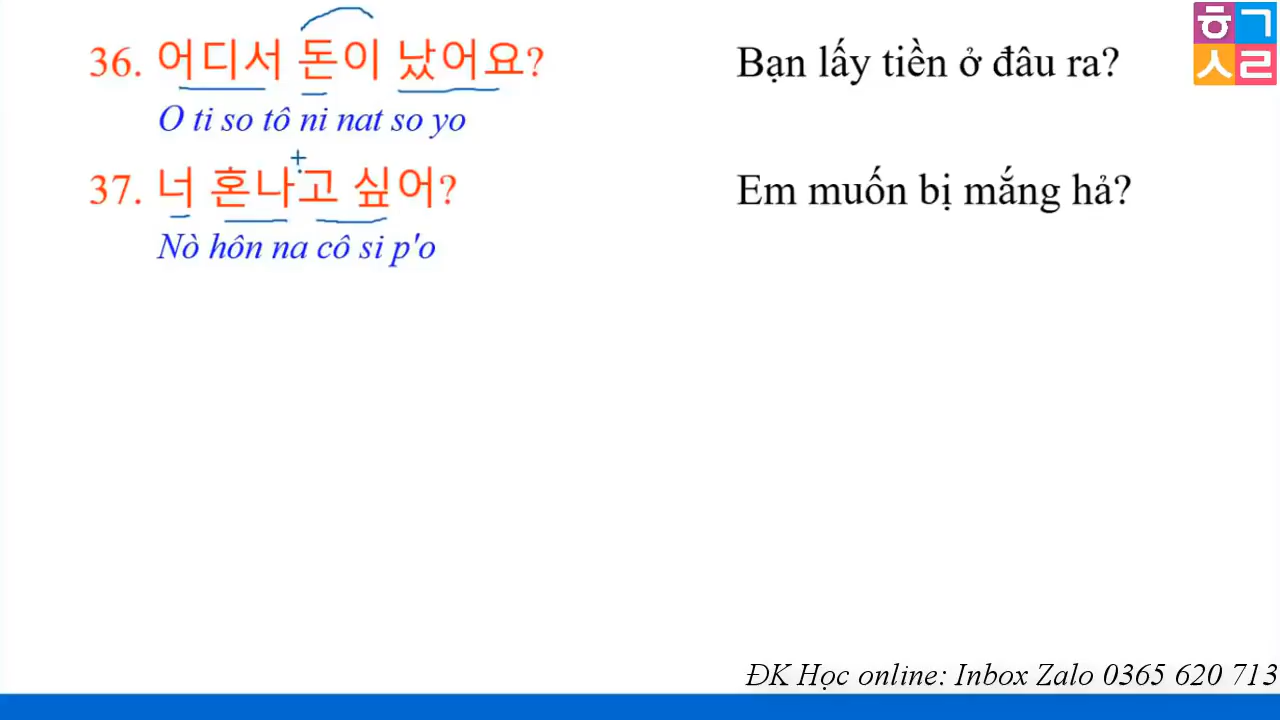 36. 어디서 돈이 났어요? Bạn lấy tiền ở đâu ra?
O ti so tô ni nat so yo
37. 너 혼나고 싶어? Em muốn bị mắng hả?
Nò hôn na cô si p'o
ĐK Học online: Inbox Zalo 0365 620 713
ㅎㄱ
ㅅㄹ